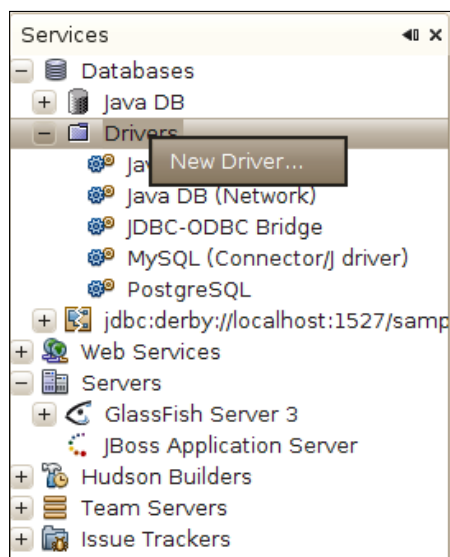 Services
Databases
Java DB
Drivers
New Driver...
Java DB (Network)
JDBC-ODBC Bridge
MySQL (Connector/J driver)
PostgreSQL
jdbc:derby://localhost:1527/samp
Web Services
Servers
GlassFish Server 3
JBoss Application Server
Hudson Builders
Team Servers
Issue Trackers